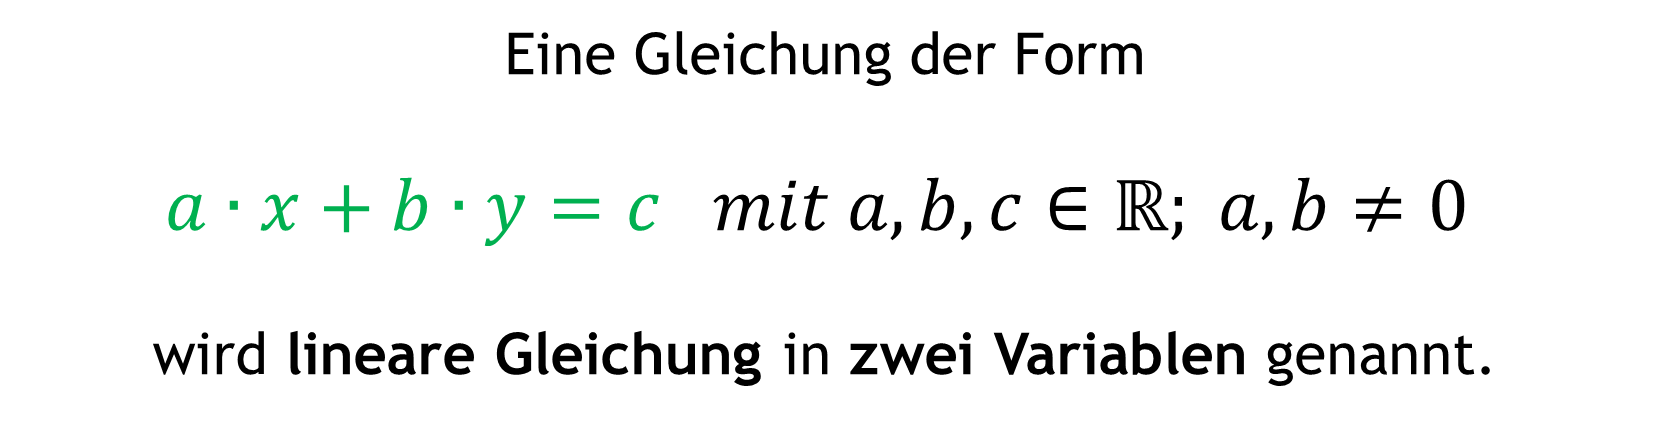 Eine Gleichung der Form
a · x + b · y = c mit a, b, c ∈ ℝ; a, b ≠ 0
wird lineare Gleichung in zwei Variablen genannt.